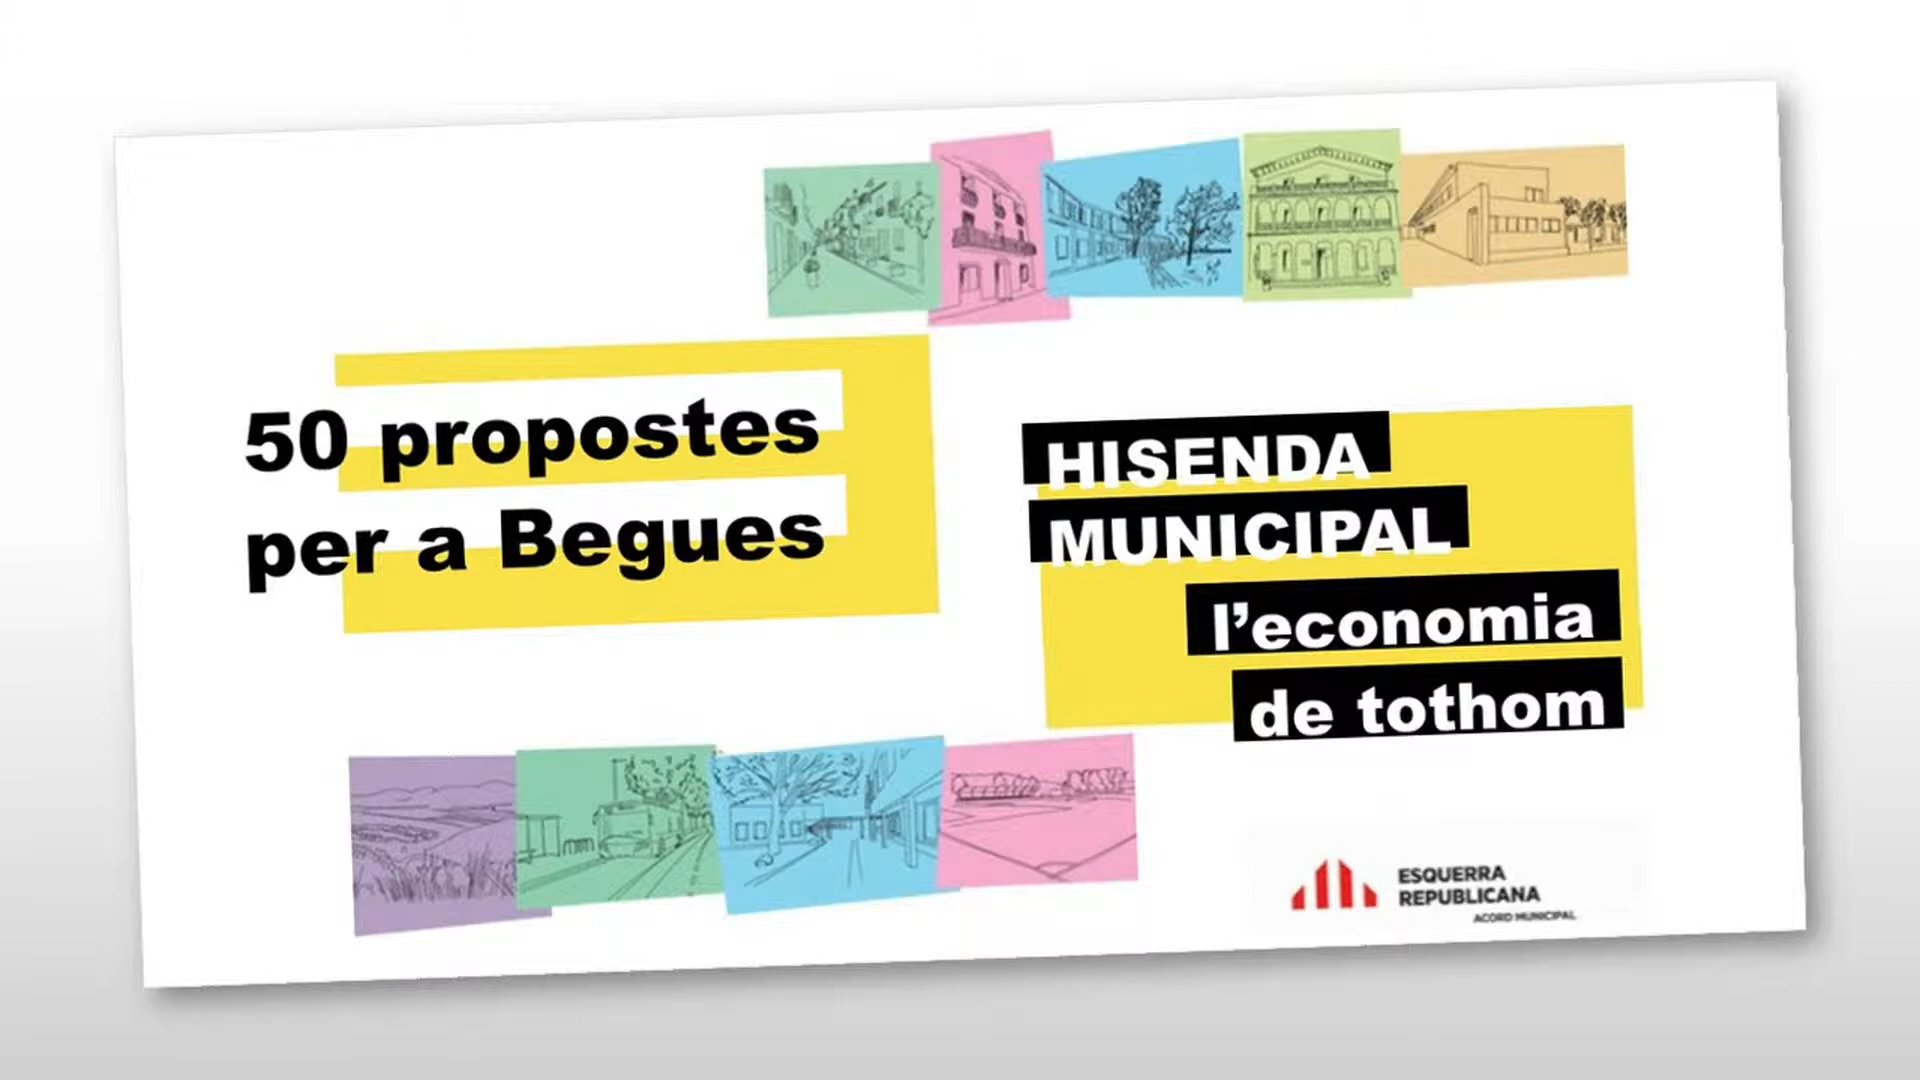 50 propostes
per a Begues
HISENDA
MUNICIPAL
l'economia
de tothom
ESQUERRA
REPUBLICANA
ACORD MUNICIPAL